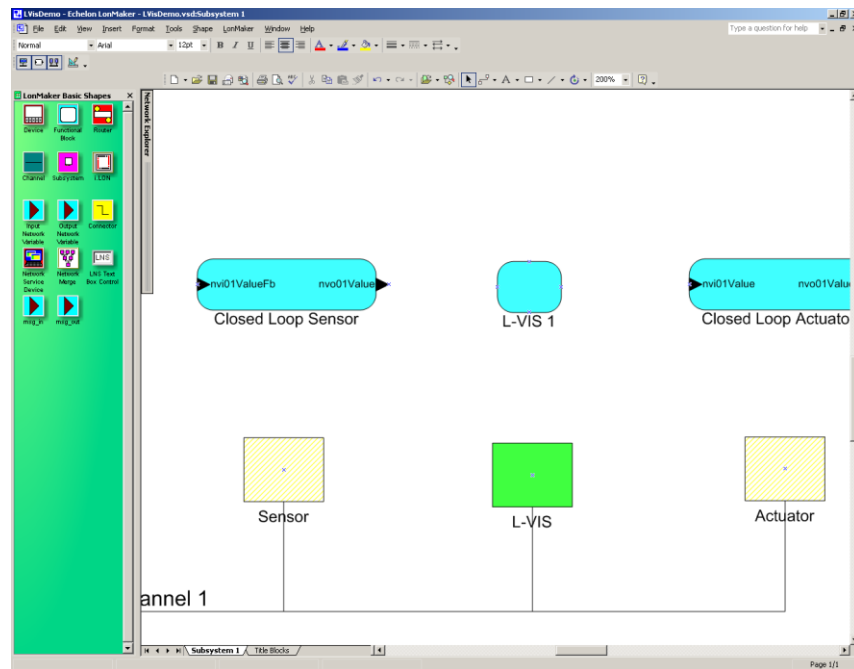 LVisDemo - Echelon LonMaker - LVisDemo.vsd:Subsystem 1
File Edit View Insert Format Tools Shape LonMaker Window Help
Type a question for help
Normal Arial 12pt B I U A
A 200%
LonMaker Basic Shapes
Network Explorer
Device Functional Block Router
Channel Subsystem i.LON
Input Network Variable Output Network Variable Connector
Network Service Device Network Merge LNS LNS Text Box Control
msg_in msg_out
nvi01ValueFb nvo01Value nvi01Value nvo01Value
Closed Loop Sensor L-VIS 1 Closed Loop Actuato
Sensor L-VIS Actuator
annel 1
Subsystem 1 Title Blocks
Page 1/1